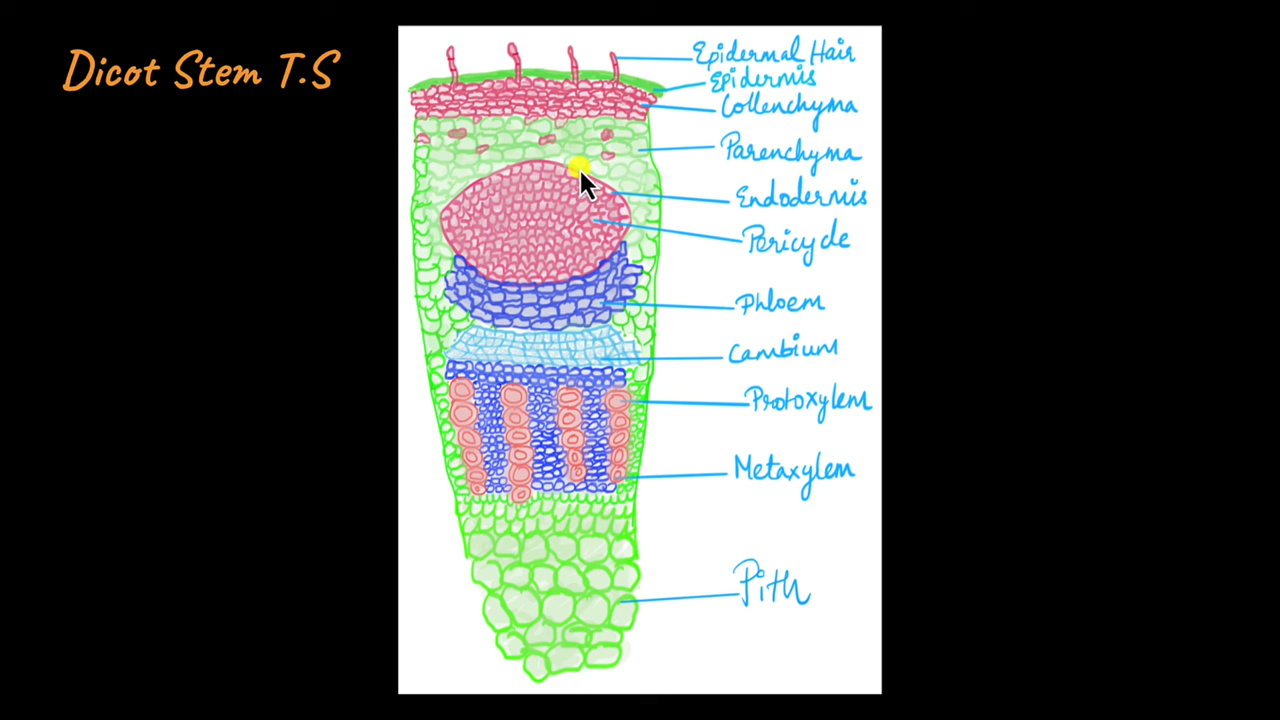 Dicot Stem T.S
Epidermal Hair
Epidermis
Collenchyma
Parenchyma
Endodermis
Pericycle
Phloem
Cambium
Protoxylem
Metaxylem
Pith